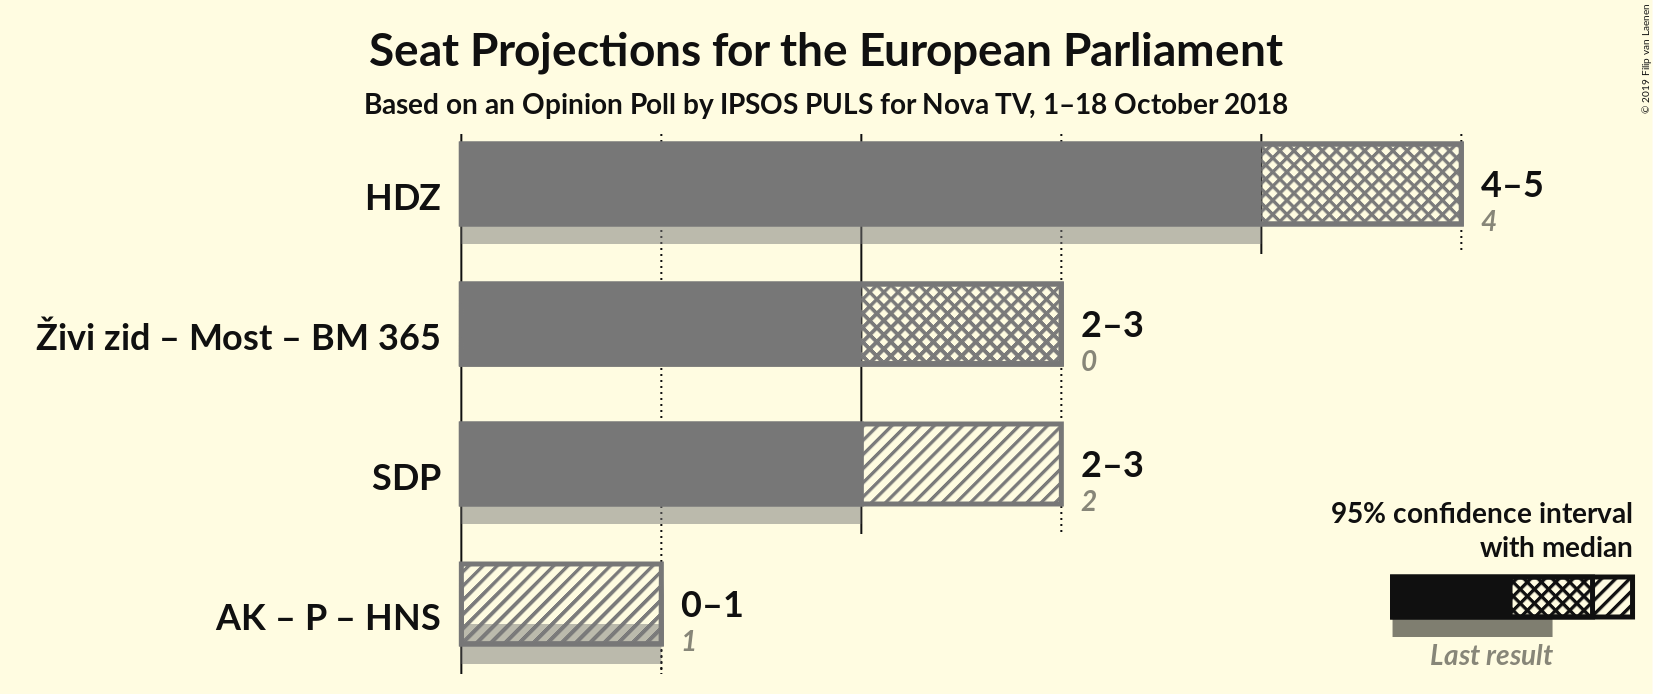 Seat Projections for the European Parliament
Based on an Opinion Poll by IPSOS PULS for Nova TV, 1–18 October 2018
© 2019 Filip van Laenen
HDZ
4–5
4
Živi zid – Most – BM 365
2–3
0
SDP
2–3
2
AK – P – HNS
0–1
1
95% confidence interval
with median
Last result